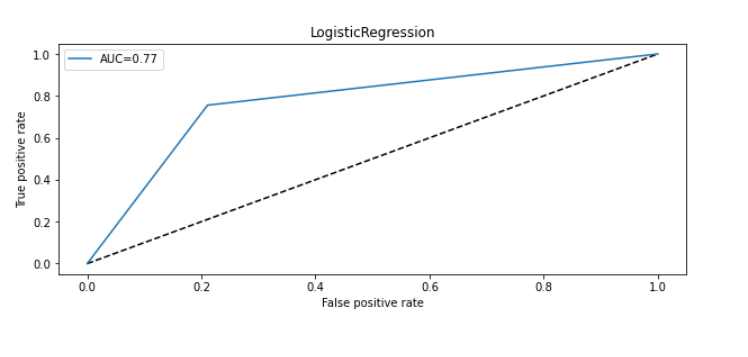 LogisticRegression
AUC=0.77
True positive rate
1.0
0.8
0.6
0.4
0.2
0.0
0.0 0.2 0.4 0.6 0.8 1.0
False positive rate